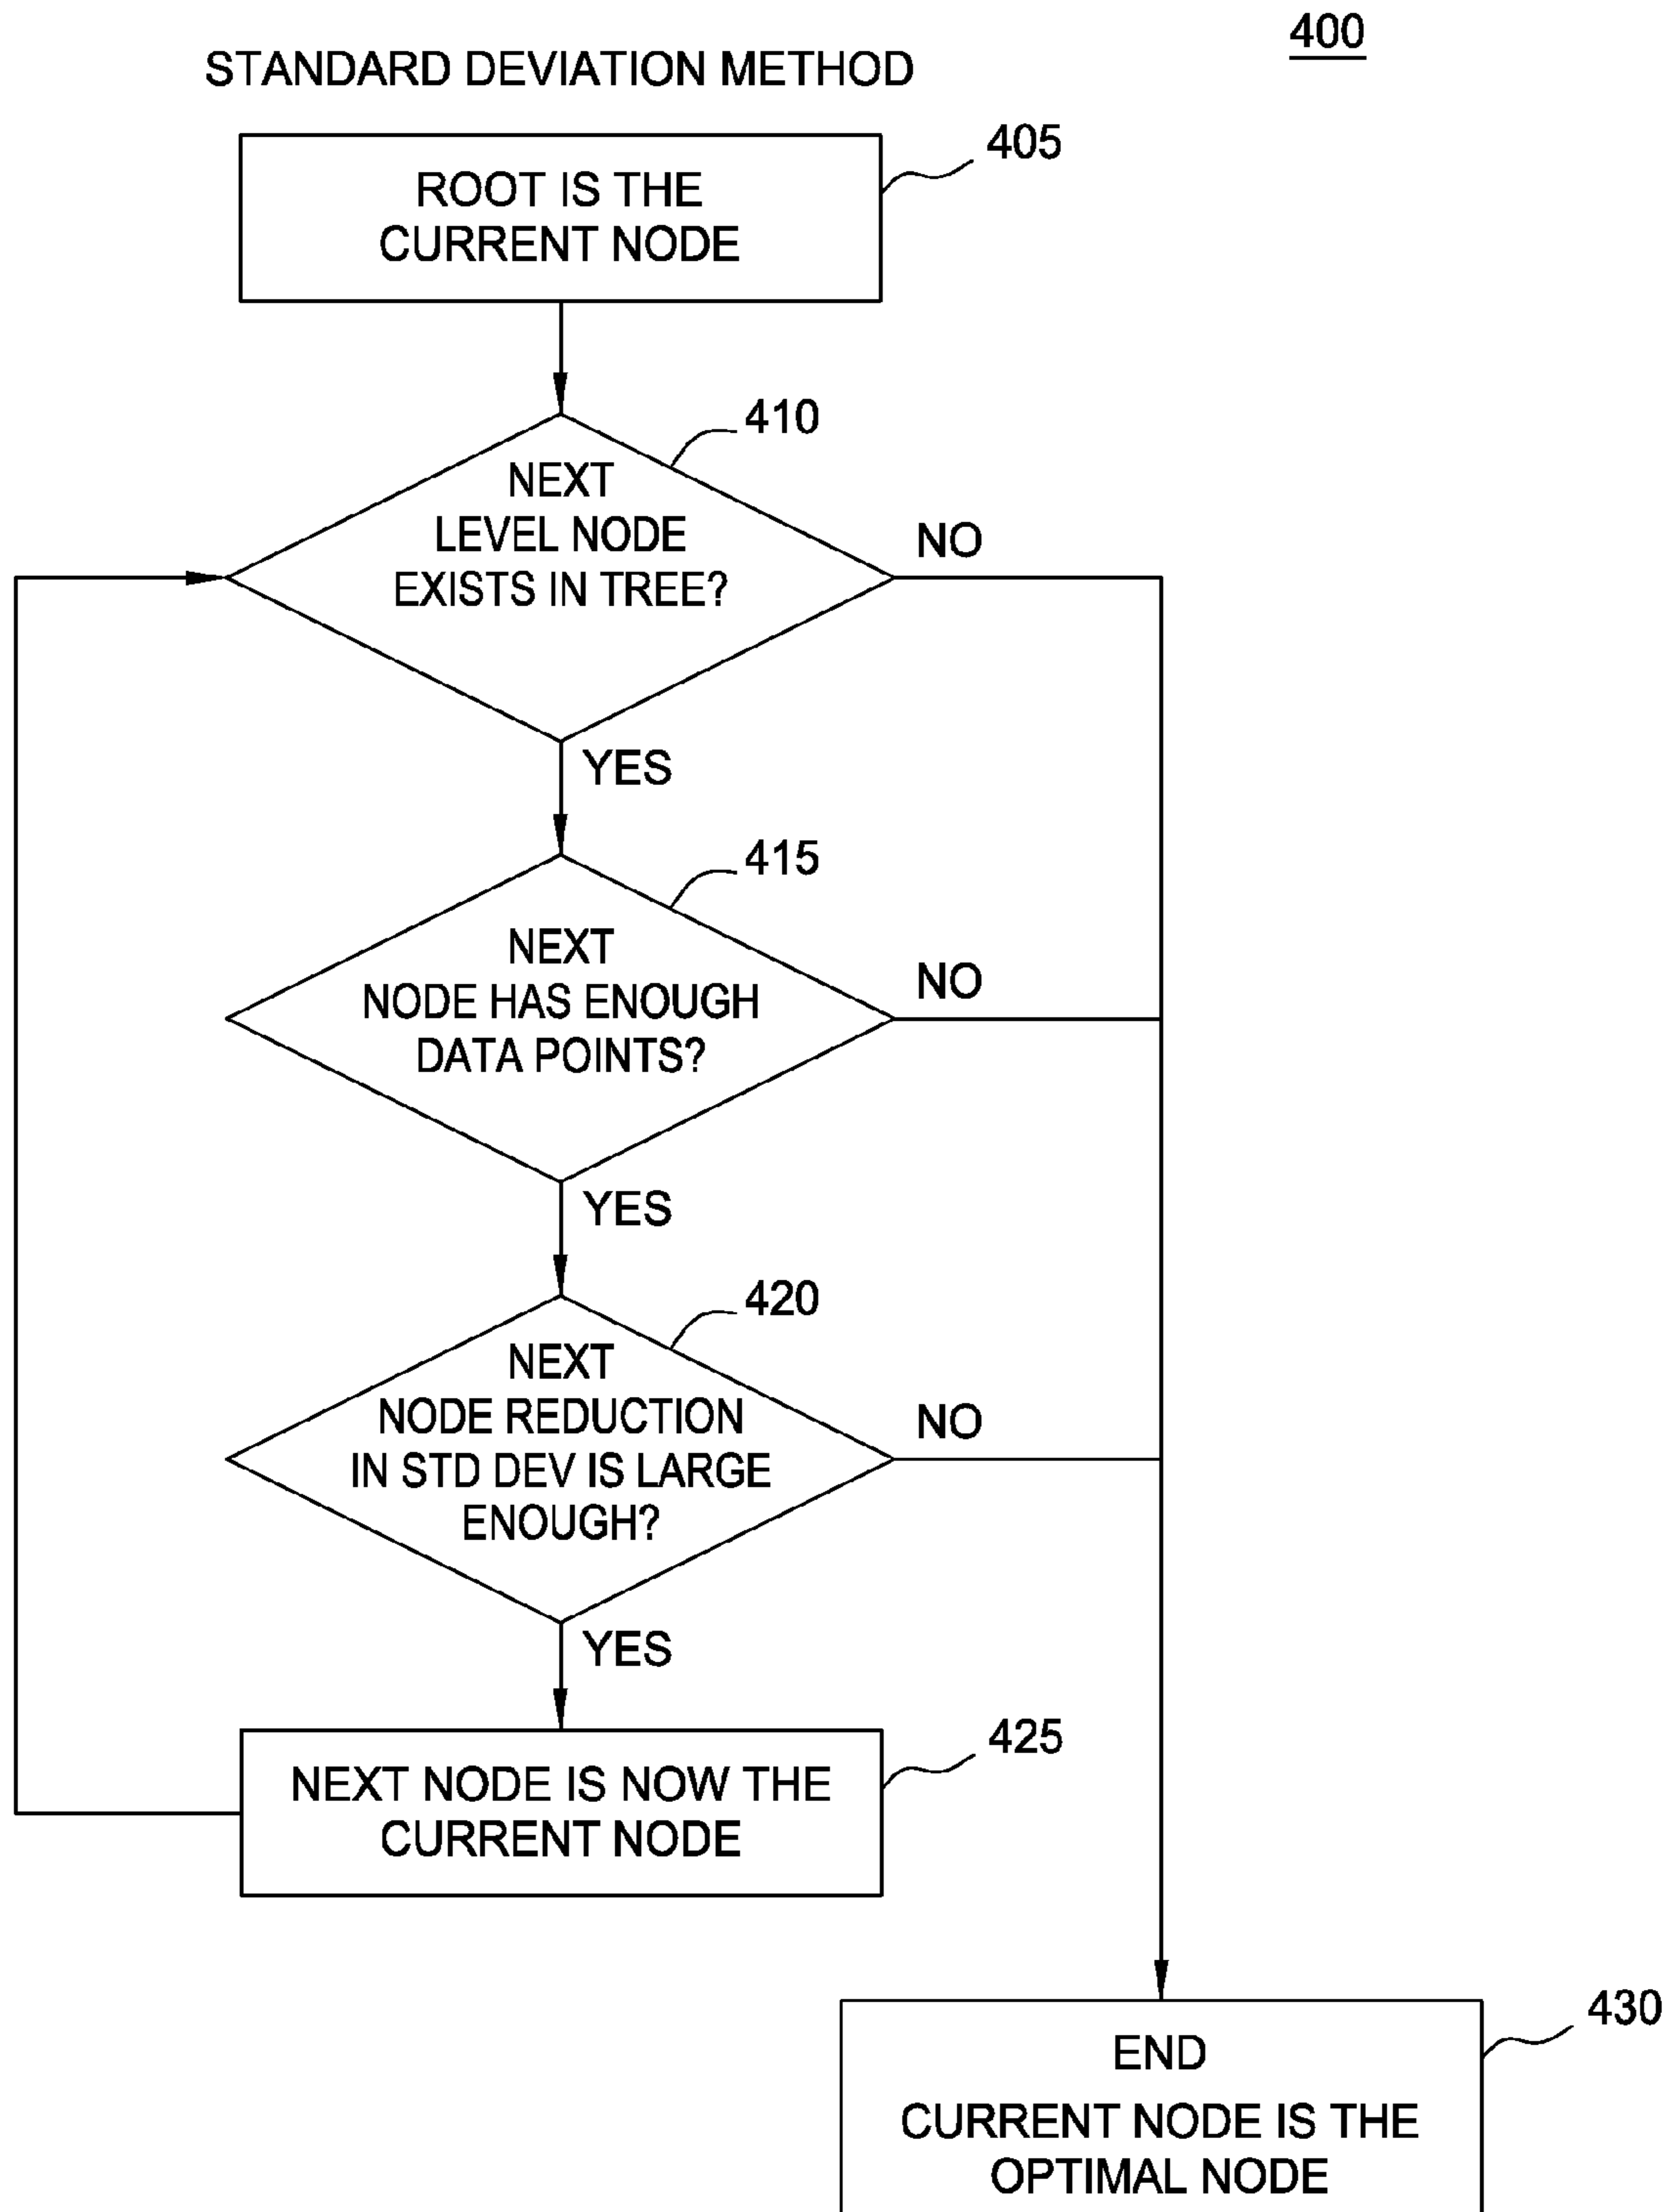 400
STANDARD DEVIATION METHOD
405
ROOT IS THE
CURRENT NODE
410
NEXT
LEVEL NODE
EXISTS IN TREE?
NO
YES
415
NEXT
NODE HAS ENOUGH
DATA POINTS?
NO
YES
420
NEXT
NODE REDUCTION
IN STD DEV IS LARGE
ENOUGH?
NO
YES
425
NEXT NODE IS NOW THE
CURRENT NODE
430
END
CURRENT NODE IS THE
OPTIMAL NODE